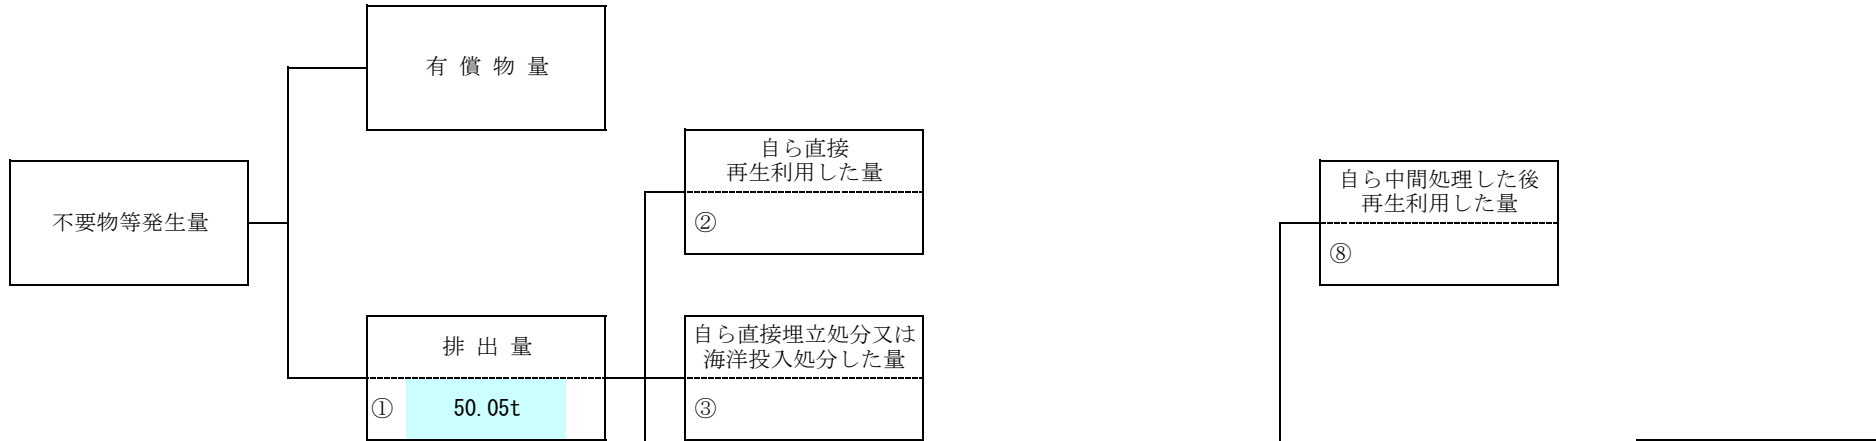 有償物量
自ら直接
再生利用した量
②
自ら中間処理した後
再生利用した量
⑧
不要物等発生量
排出量
① 50.05t
自ら直接埋立処分又は
海洋投入処分した量
③